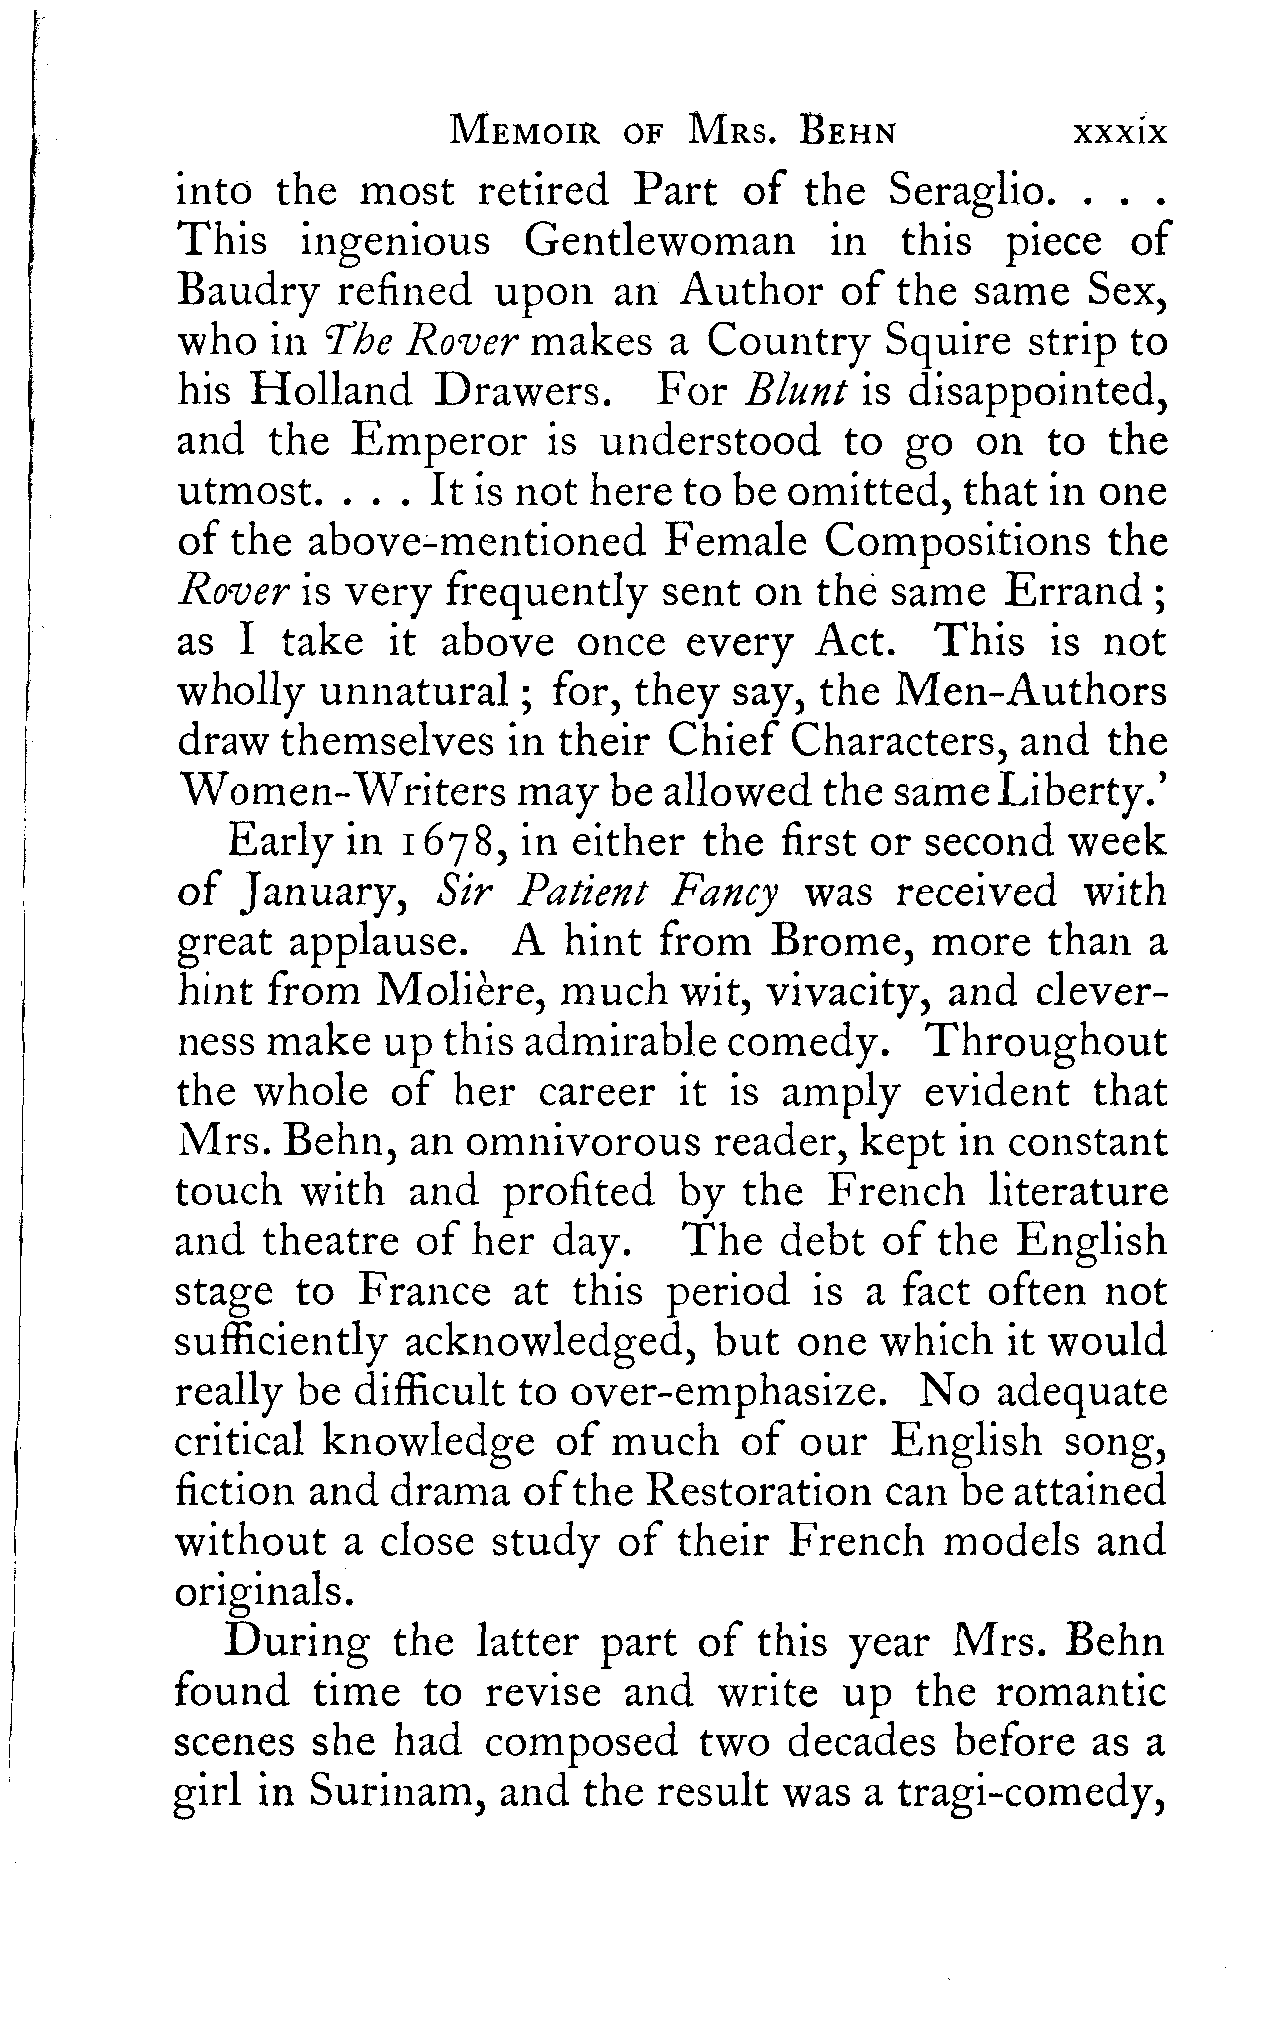 MEMOIR OF MRS. BEHN xxxix
into the most retired Part of the Seraglio. . . .
This ingenious Gentlewoman in this piece of
Baudry refined upon an Author of the same Sex,
who in The Rover makes a Country Squire strip to
his Holland Drawers. For Blunt is disappointed,
and the Emperor is understood to go on to the
utmost. . . . It is not here to be omitted, that in one
of the above-mentioned Female Compositions the
Rover is very frequently sent on the same Errand ;
as I take it above once every Act. This is not
wholly unnatural ; for, they say, the Men-Authors
draw themselves in their Chief Characters, and the
Women-Writers may be allowed the same Liberty.’
Early in 1678, in either the first or second week
of January, Sir Patient Fancy was received with
great applause. A hint from Brome, more than a
hint from Molière, much wit, vivacity, and clever-
ness make up this admirable comedy. Throughout
the whole of her career it is amply evident that
Mrs. Behn, an omnivorous reader, kept in constant
touch with and profited by the French literature
and theatre of her day. The debt of the English
stage to France at this period is a fact often not
sufficiently acknowledged, but one which it would
really be difficult to over-emphasize. No adequate
critical knowledge of much of our English song,
fiction and drama of the Restoration can be attained
without a close study of their French models and
originals.
During the latter part of this year Mrs. Behn
found time to revise and write up the romantic
scenes she had composed two decades before as a
girl in Surinam, and the result was a tragi-comedy,